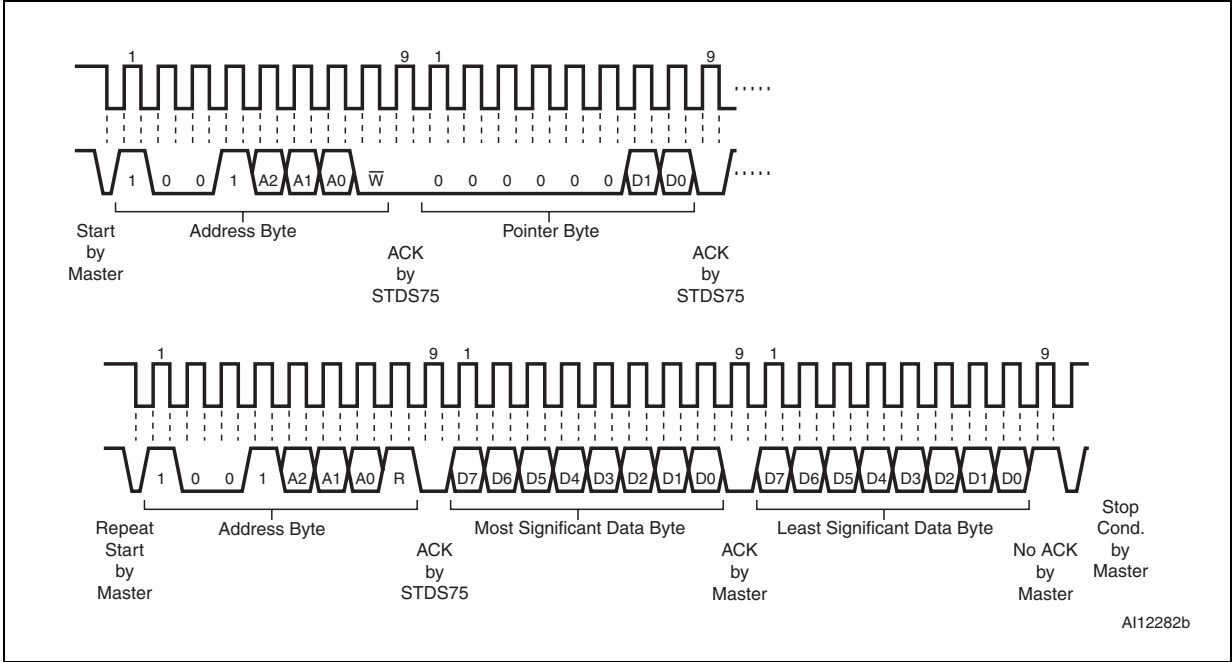 1 9 1 9
1 0 0 1 A2 A1 A0 W̅ 0 0 0 0 0 0 D1 D0
Start
by
Master
Address Byte
ACK
by
STDS75
Pointer Byte
ACK
by
STDS75
1 9 1 9 1 9
1 0 0 1 A2 A1 A0 R D7 D6 D5 D4 D3 D2 D1 D0 D7 D6 D5 D4 D3 D2 D1 D0
Repeat
Start
by
Master
Address Byte
ACK
by
STDS75
Most Significant Data Byte
ACK
by
Master
Least Significant Data Byte
No ACK
by
Master
Stop
Cond.
by
Master
AI12282b